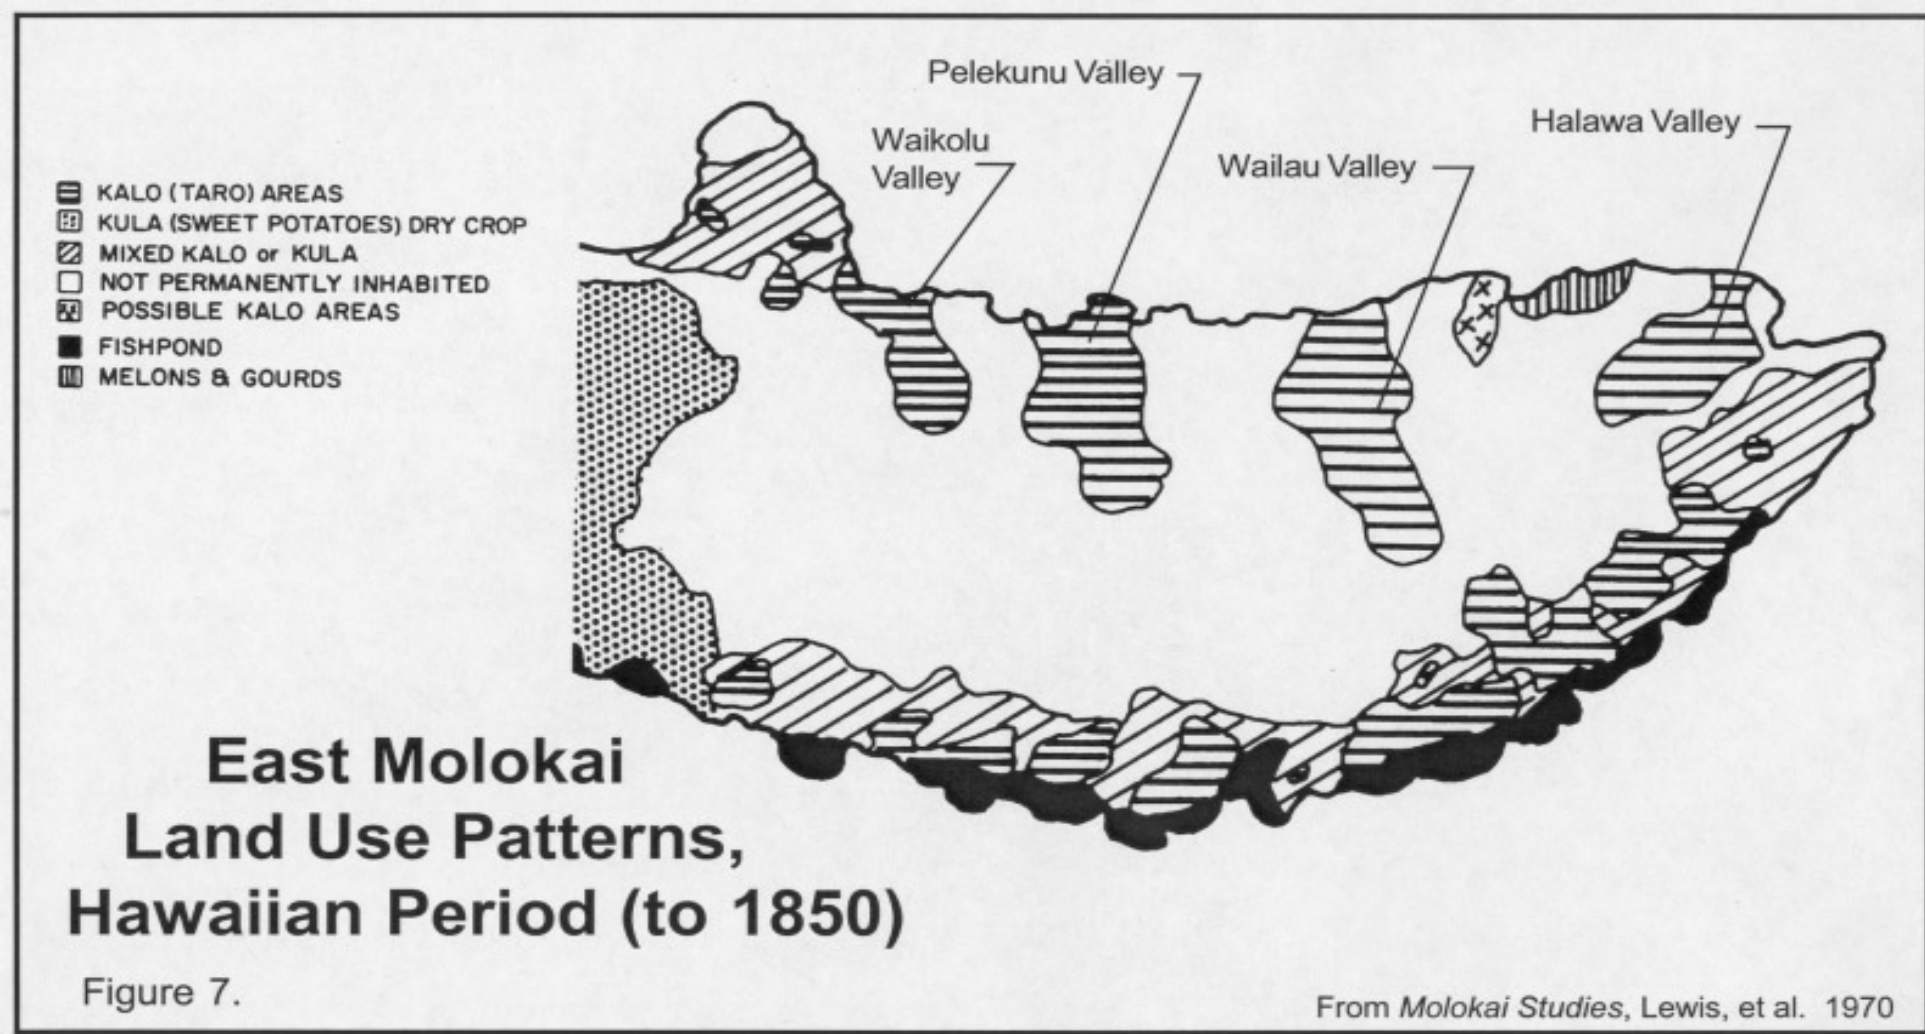 Pelekunu Valley
Waikolu
Valley
Wailau Valley
Halawa Valley
KALO (TARO) AREAS
KULA (SWEET POTATOES) DRY CROP
MIXED KALO or KULA
NOT PERMANENTLY INHABITED
POSSIBLE KALO AREAS
FISHPOND
MELONS & GOURDS
East Molokai
Land Use Patterns,
Hawaiian Period (to 1850)
Figure 7.
From Molokai Studies, Lewis, et al. 1970